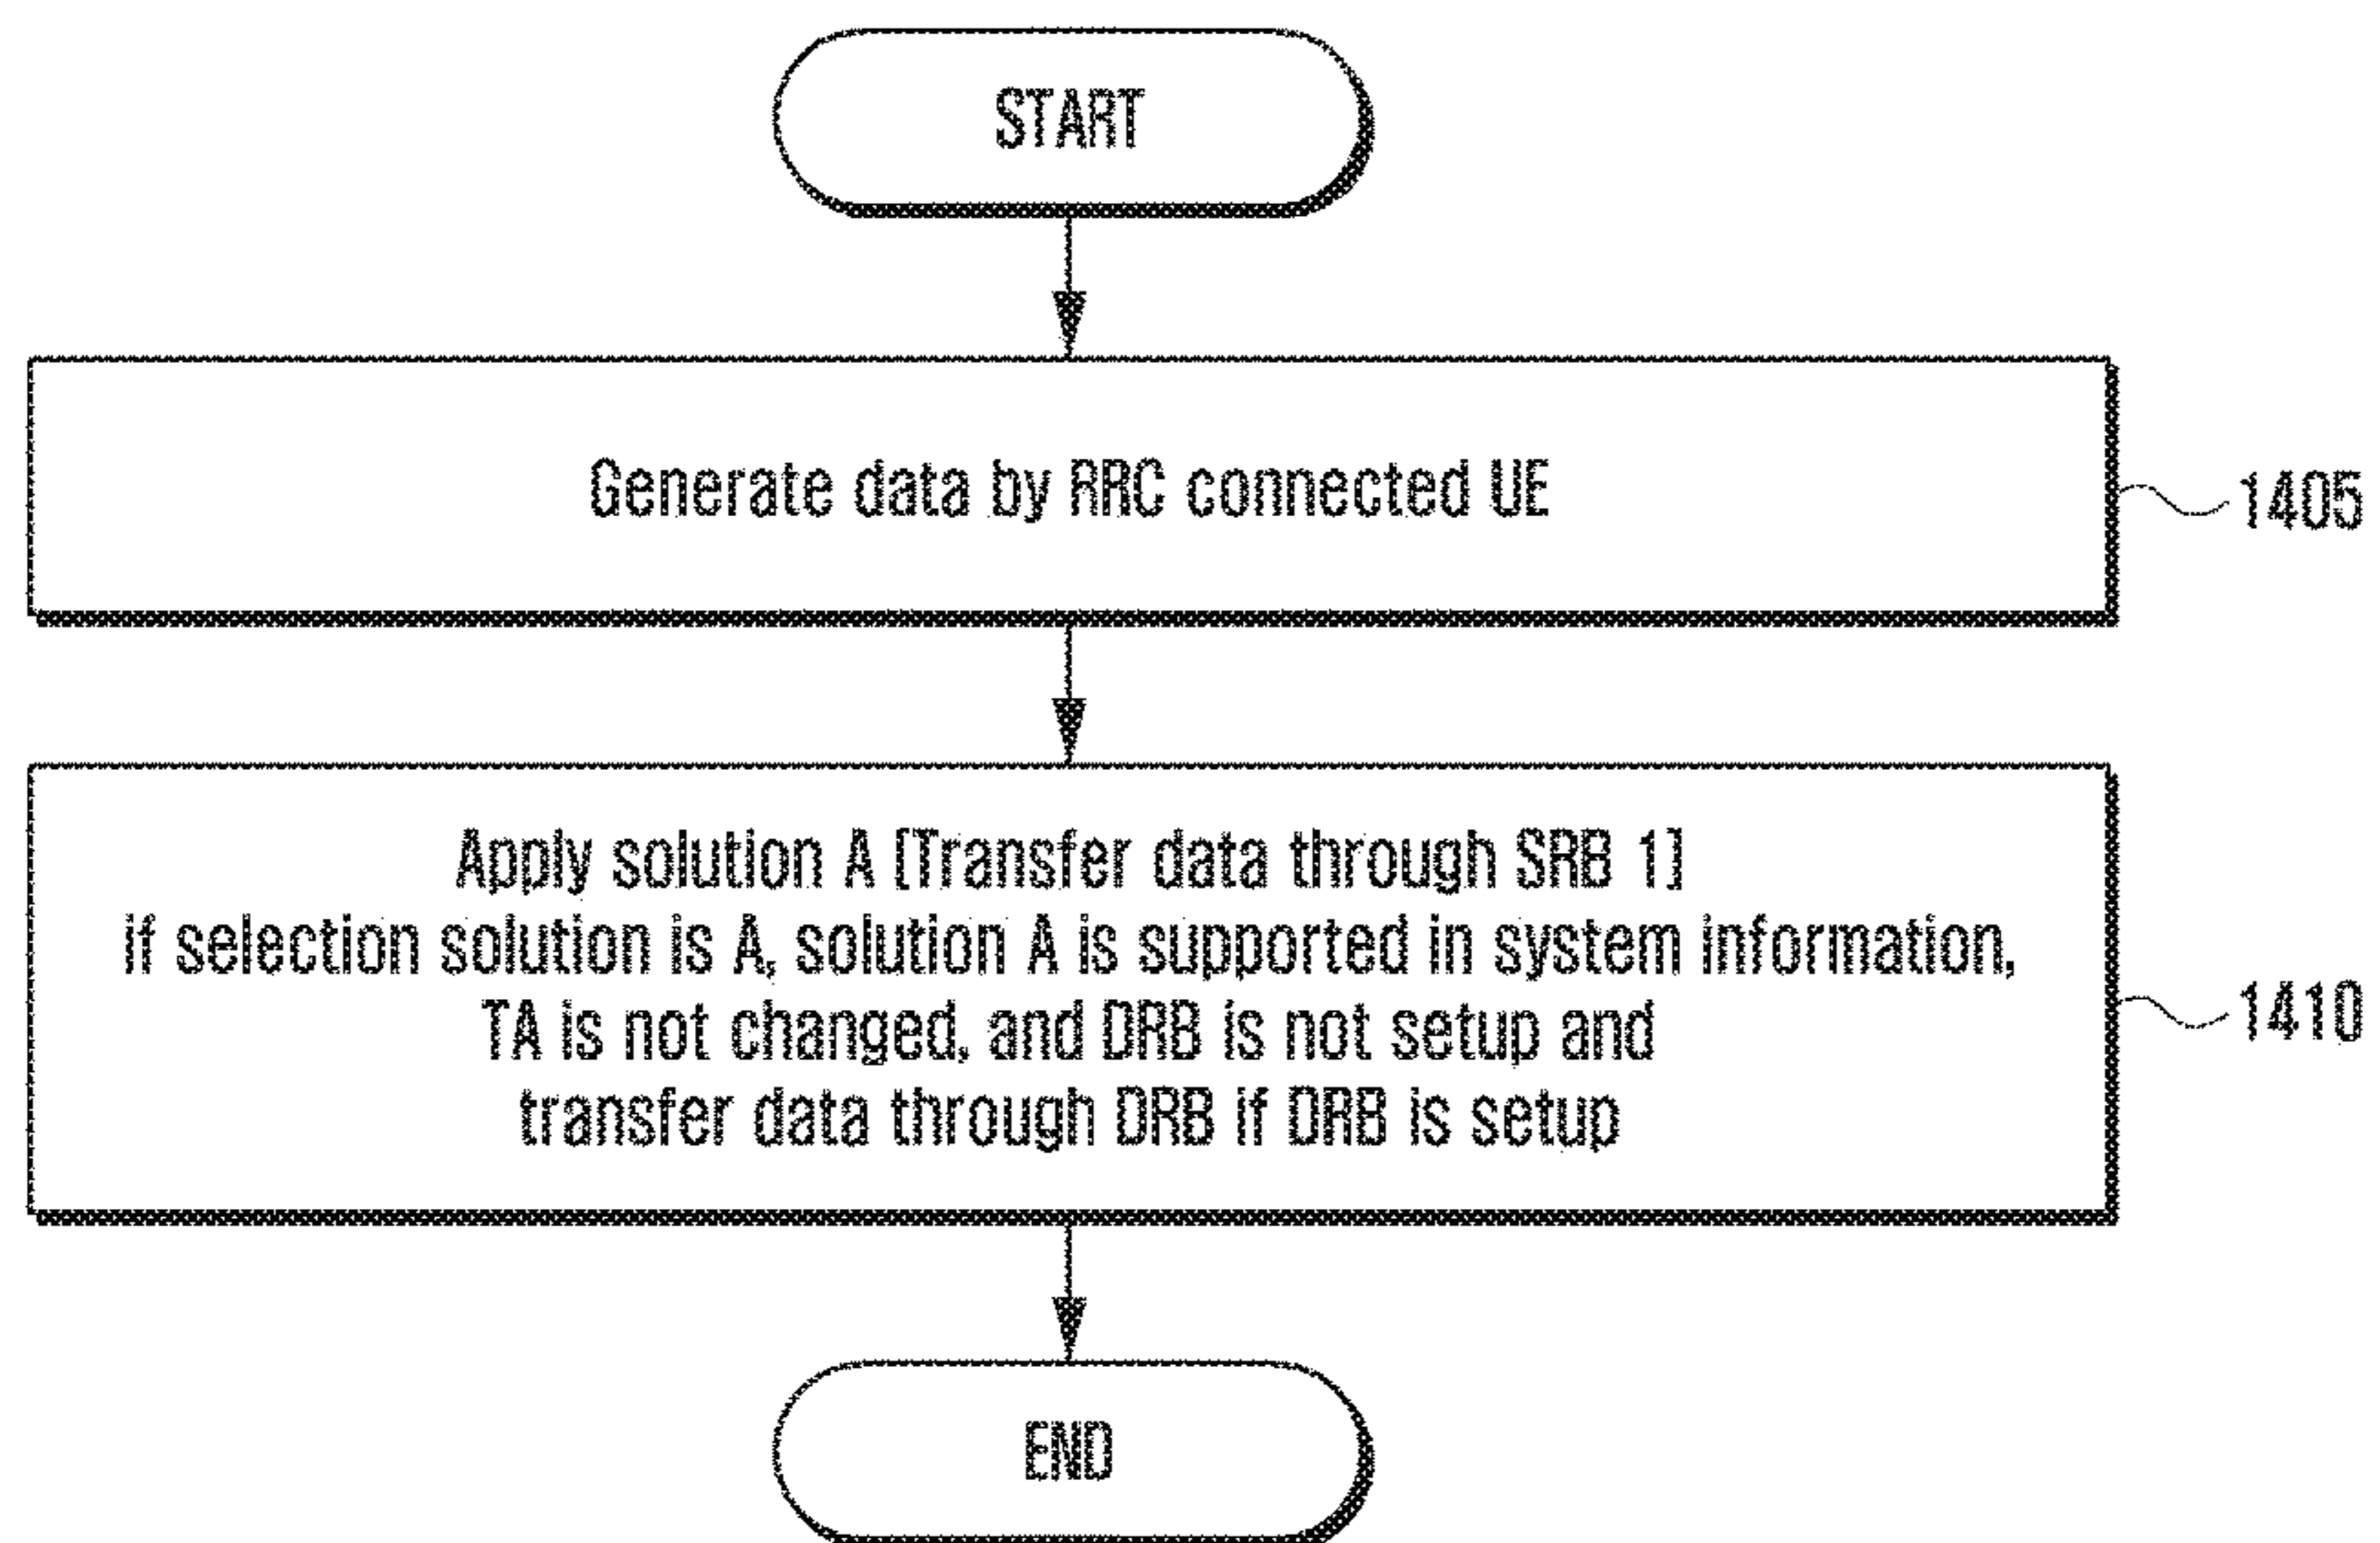 START
Generate data by RRC connected UE
1405
Apply solution A [Transfer data through SRB 1]
if selection solution is A, solution A is supported in system information,
TA is not changed, and DRB is not setup and
transfer data through DRB if DRB is setup
1410
END